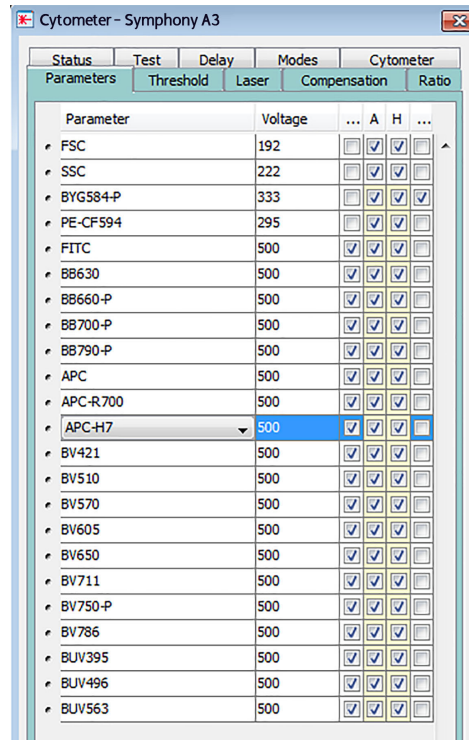 Cytometer - Symphony A3
Status Test Delay Modes Cytometer
Parameters Threshold Laser Compensation Ratio
Parameter Voltage ... A H ...
FSC 192
SSC 222
BYG584-P 333
PE-CF594 295
FITC 500
BB630 500
BB660-P 500
BB700-P 500
BB790-P 500
APC 500
APC-R700 500
APC-H7 500
BV421 500
BV510 500
BV570 500
BV605 500
BV650 500
BV711 500
BV750-P 500
BV786 500
BUV395 500
BUV496 500
BUV563 500